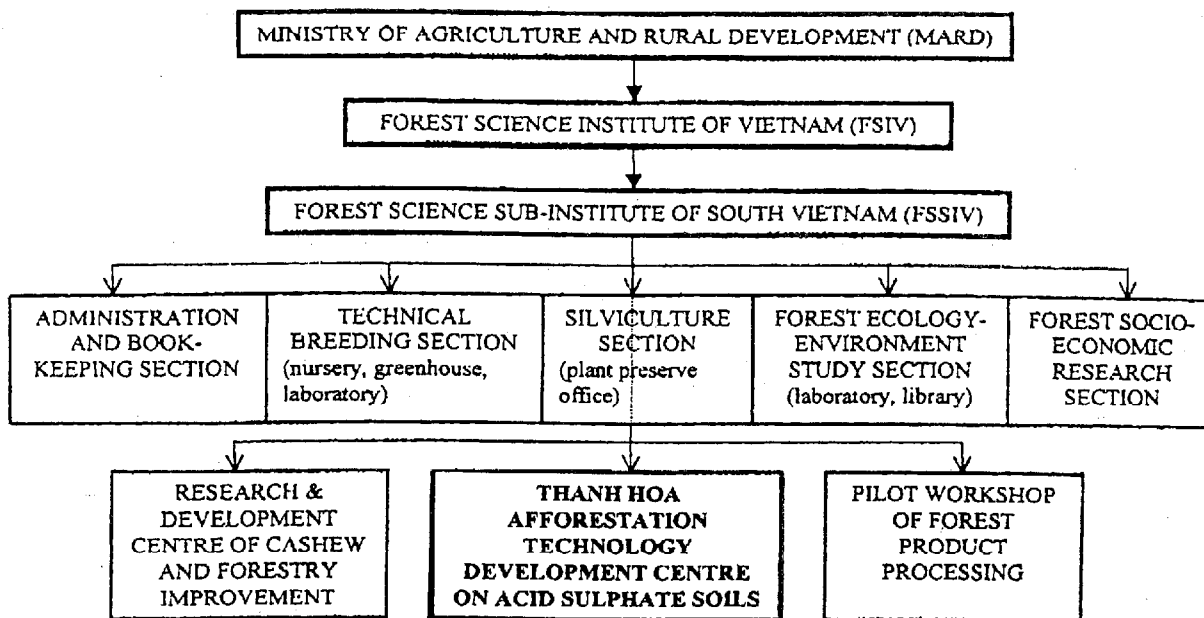 MINISTRY OF AGRICULTURE AND RURAL DEVELOPMENT (MARD)
FOREST SCIENCE INSTITUTE OF VIETNAM (FSIV)
FOREST SCIENCE SUB-INSTITUTE OF SOUTH VIETNAM (FSSIV)
ADMINISTRATION
AND BOOK-
KEEPING SECTION
TECHNICAL
BREEDING SECTION
(nursery, greenhouse,
laboratory)
SILVICULTURE
SECTION
(plant preserve
office)
FOREST ECOLOGY-
ENVIRONMENT
STUDY SECTION
(laboratory, library)
FOREST SOCIO-
ECONOMIC
RESEARCH
SECTION
RESEARCH &
DEVELOPMENT
CENTRE OF CASHEW
AND FORESTRY
IMPROVEMENT
THANH HOA
AFFORESTATION
TECHNOLOGY
DEVELOPMENT CENTRE
ON ACID SULPHATE SOILS
PILOT WORKSHOP
OF FOREST
PRODUCT
PROCESSING